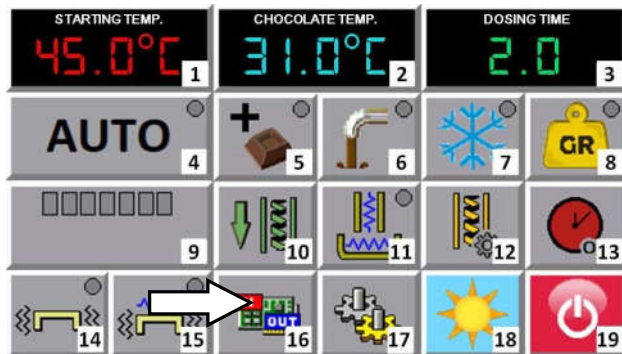 STARTING TEMP. CHOCOLATE TEMP. DOSING TIME
45.0°C 1 31.0°C 2 2.0 3
AUTO 4 5 6 7 GR 8
9 10 11 12 13
14 15 OUT 16 17 18 19